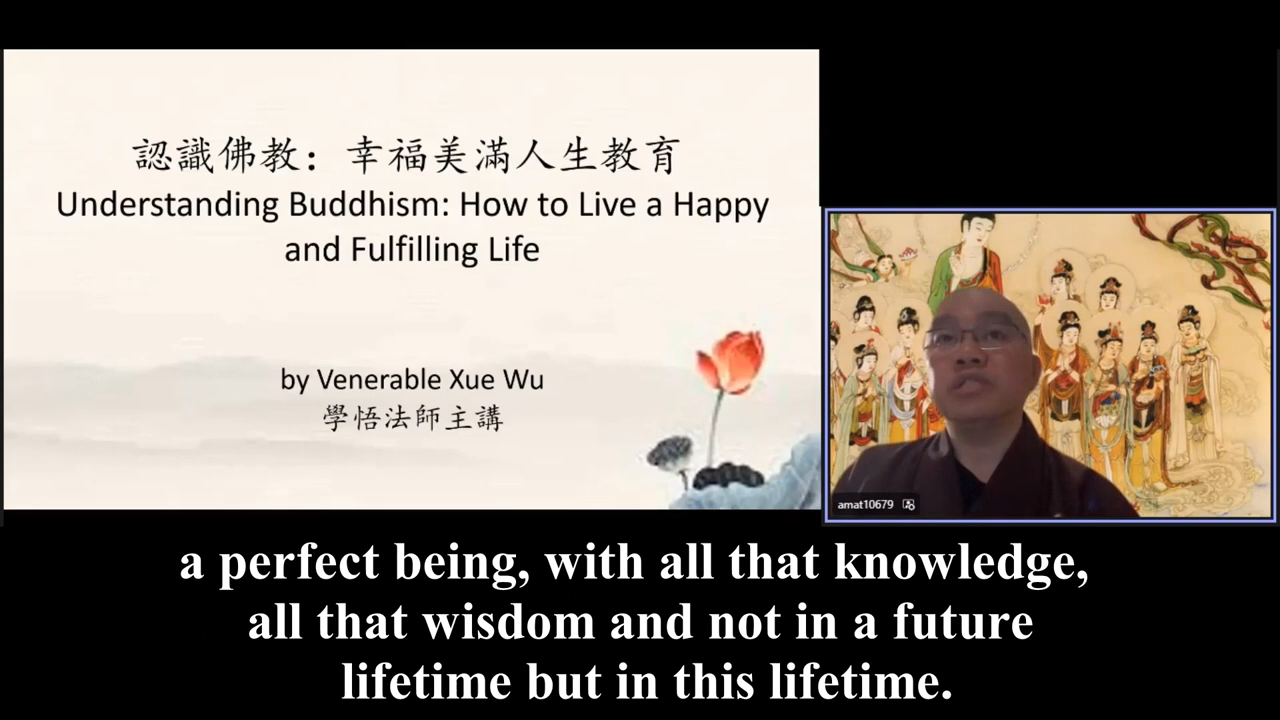 認識佛教：幸福美滿人生教育
Understanding Buddhism: How to Live a Happy
and Fulfilling Life
by Venerable Xue Wu
學悟法師主講
amat10679
a perfect being, with all that knowledge,
all that wisdom and not in a future
lifetime but in this lifetime.